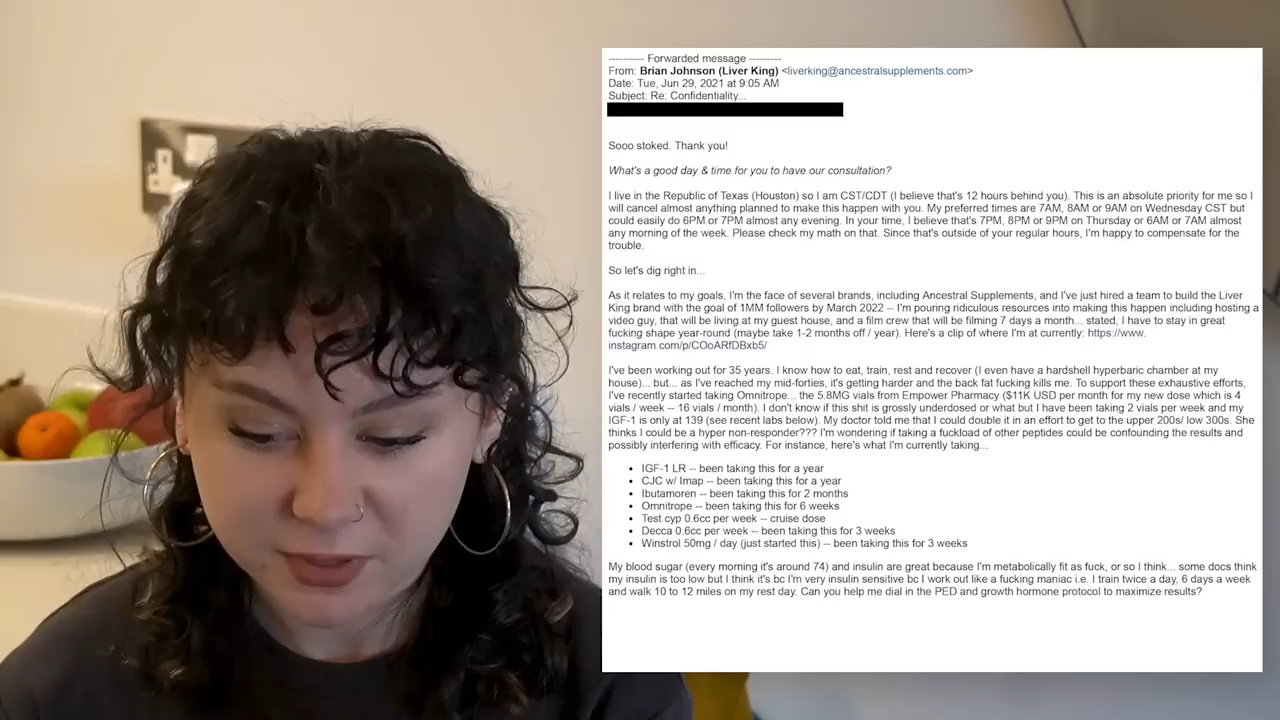 ---------- Forwarded message ---------
From: Brian Johnson (Liver King) <liverking@ancestralsupplements.com>
Date: Tue, Jun 29, 2021 at 9:05 AM
Subject: Re: Confidentiality...
Sooo stoked. Thank you!
What's a good day & time for you to have our consultation?
I live in the Republic of Texas (Houston) so I am CST/CDT (I believe that's 12 hours behind you). This is an absolute priority for me so I
will cancel almost anything planned to make this happen with you. My preferred times are 7AM, 8AM or 9AM on Wednesday CST but
could easily do 6PM or 7PM almost any evening. In your time, I believe that's 7PM, 8PM or 9PM on Thursday or 6AM or 7AM almost
any morning of the week. Please check my math on that. Since that's outside of your regular hours, I'm happy to compensate for the
trouble.
So let's dig right in...
As it relates to my goals, I'm the face of several brands, including Ancestral Supplements, and I've just hired a team to build the Liver
King brand with the goal of 1MM followers by March 2022 -- I'm pouring ridiculous resources into making this happen including hosting a
video guy, that will be living at my guest house, and a film crew that will be filming 7 days a month... stated, I have to stay in great
fucking shape year-round (maybe take 1-2 months off / year). Here's a clip of where I'm at currently: https://www.
instagram.com/p/COoARfDBxb5/
I've been working out for 35 years. I know how to eat, train, rest and recover (I even have a hardshell hyperbaric chamber at my
house)... but... as I've reached my mid-forties, it's getting harder and the back fat fucking kills me. To support these exhaustive efforts,
I've recently started taking Omnitrope... the 5.8MG vials from Empower Pharmacy ($11K USD per month for my new dose which is 4
vials / week -- 16 vials / month). I don't know if this shit is grossly underdosed or what but I have been taking 2 vials per week and my
IGF-1 is only at 139 (see recent labs below). My doctor told me that I could double it in an effort to get to the upper 200s/ low 300s. She
thinks I could be a hyper non-responder??? I'm wondering if taking a fuckload of other peptides could be confounding the results and
possibly interfering with efficacy. For instance, here's what I'm currently taking...
• IGF-1 LR -- been taking this for a year
• CJC w/ Imap -- been taking this for a year
• Ibutamoren -- been taking this for 2 months
• Omnitrope -- been taking this for 6 weeks
• Test cyp 0.6cc per week -- cruise dose
• Decca 0.6cc per week -- been taking this for 3 weeks
• Winstrol 50mg / day (just started this) -- been taking this for 3 weeks
My blood sugar (every morning it's around 74) and insulin are great because I'm metabolically fit as fuck, or so I think... some docs think
my insulin is too low but I think it's bc I'm very insulin sensitive bc I work out like a fucking maniac i.e. I train twice a day, 6 days a week
and walk 10 to 12 miles on my rest day. Can you help me dial in the PED and growth hormone protocol to maximize results?